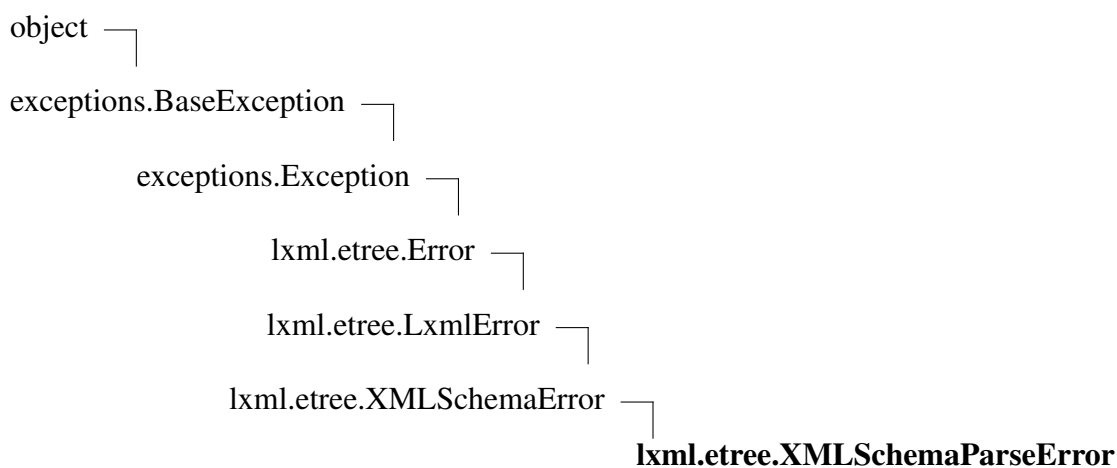 object
exceptions.BaseException
exceptions.Exception
lxml.etree.Error
lxml.etree.LxmlError
lxml.etree.XMLSchemaError
lxml.etree.XMLSchemaParseError